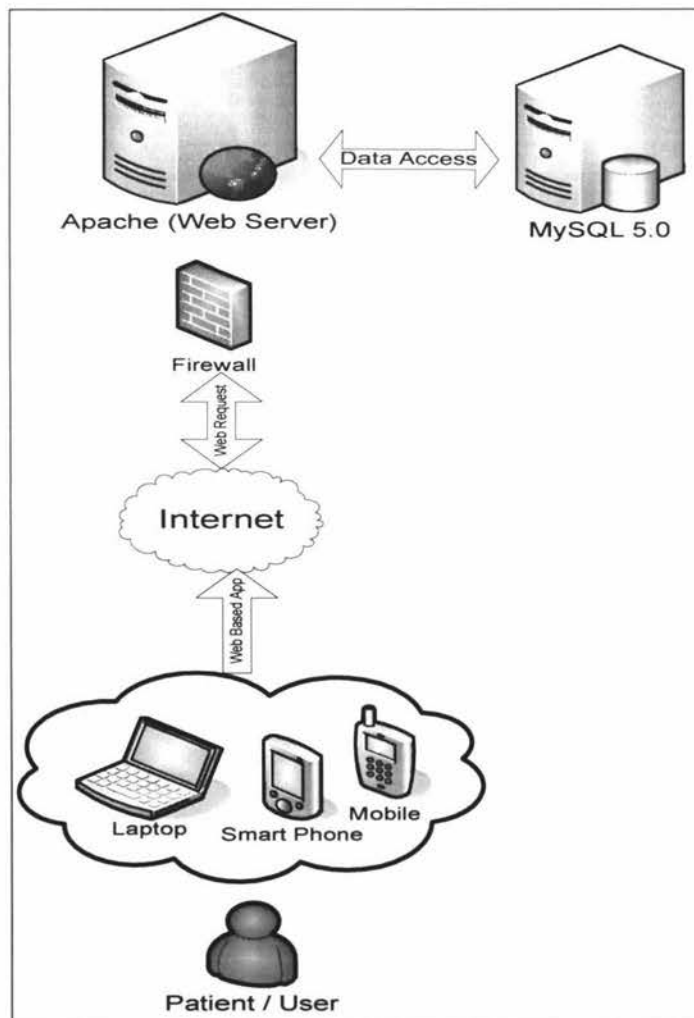 Data Access
Apache (Web Server)
MySQL 5.0
Firewall
Web Request
Internet
Web Based App
Laptop
Smart Phone
Mobile
Patient / User